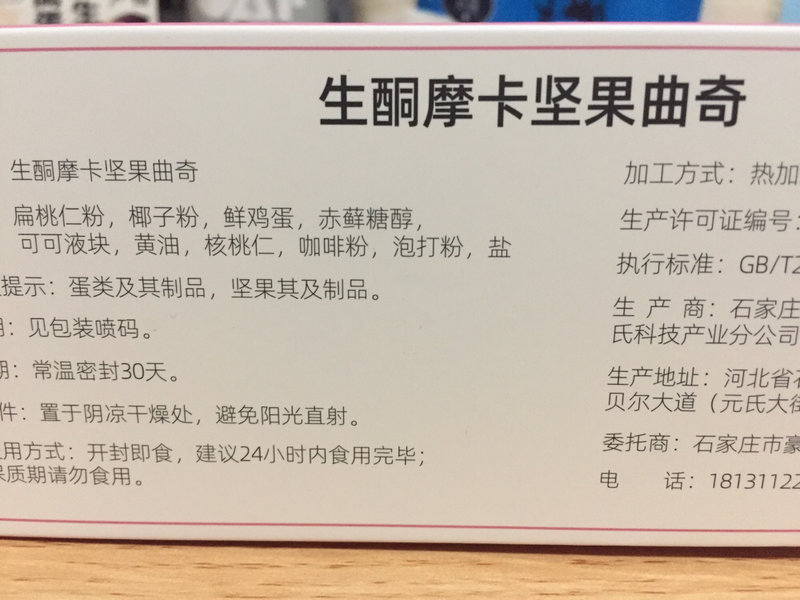 生酮摩卡坚果曲奇
生酮摩卡坚果曲奇
扁桃仁粉，椰子粉，鲜鸡蛋，赤藓糖醇，
可可液块，黄油，核桃仁，咖啡粉，泡打粉，盐
提示：蛋类及其制品，坚果其及制品。
期：见包装喷码。
期：常温密封30天。
件：置于阴凉干燥处，避免阳光直射。
用方式：开封即食，建议24小时内食用完毕；
保质期请勿食用。
加工方式：热加
生产许可证编号：
执行标准：GB/T2
生 产 商：石家庄
氏科技产业分公司
生产地址：河北省石
贝尔大道（元氏大街
委托商：石家庄市豪
电 话：18131122